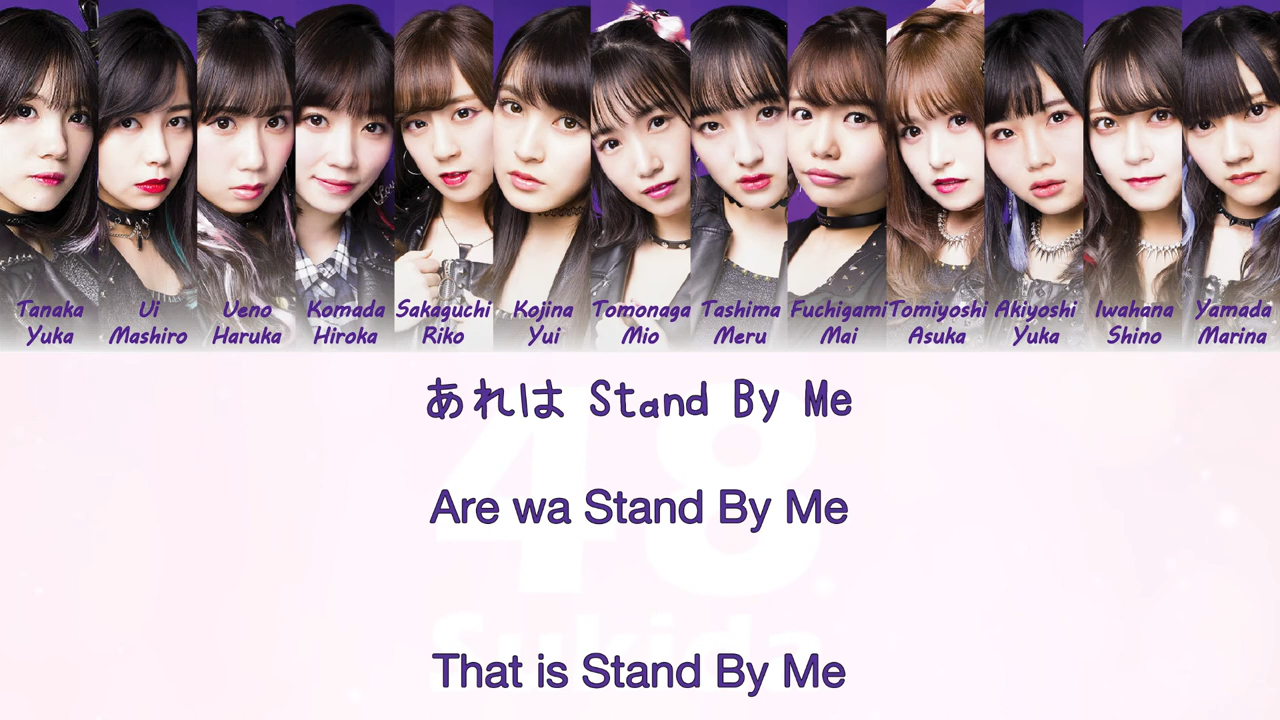 Tanaka Yuka
Ui Mashiro
Ueno Haruka
Komada Hiroka
Sakaguchi Riko
Kojina Yui
Tomonaga Mio
Tashima Meru
Fuchigami Mai
Tomiyoshi Asuka
Akiyoshi Yuka
Iwahana Shino
Yamada Marina
あれは Stand By Me
Are wa Stand By Me
That is Stand By Me
48
Sukida